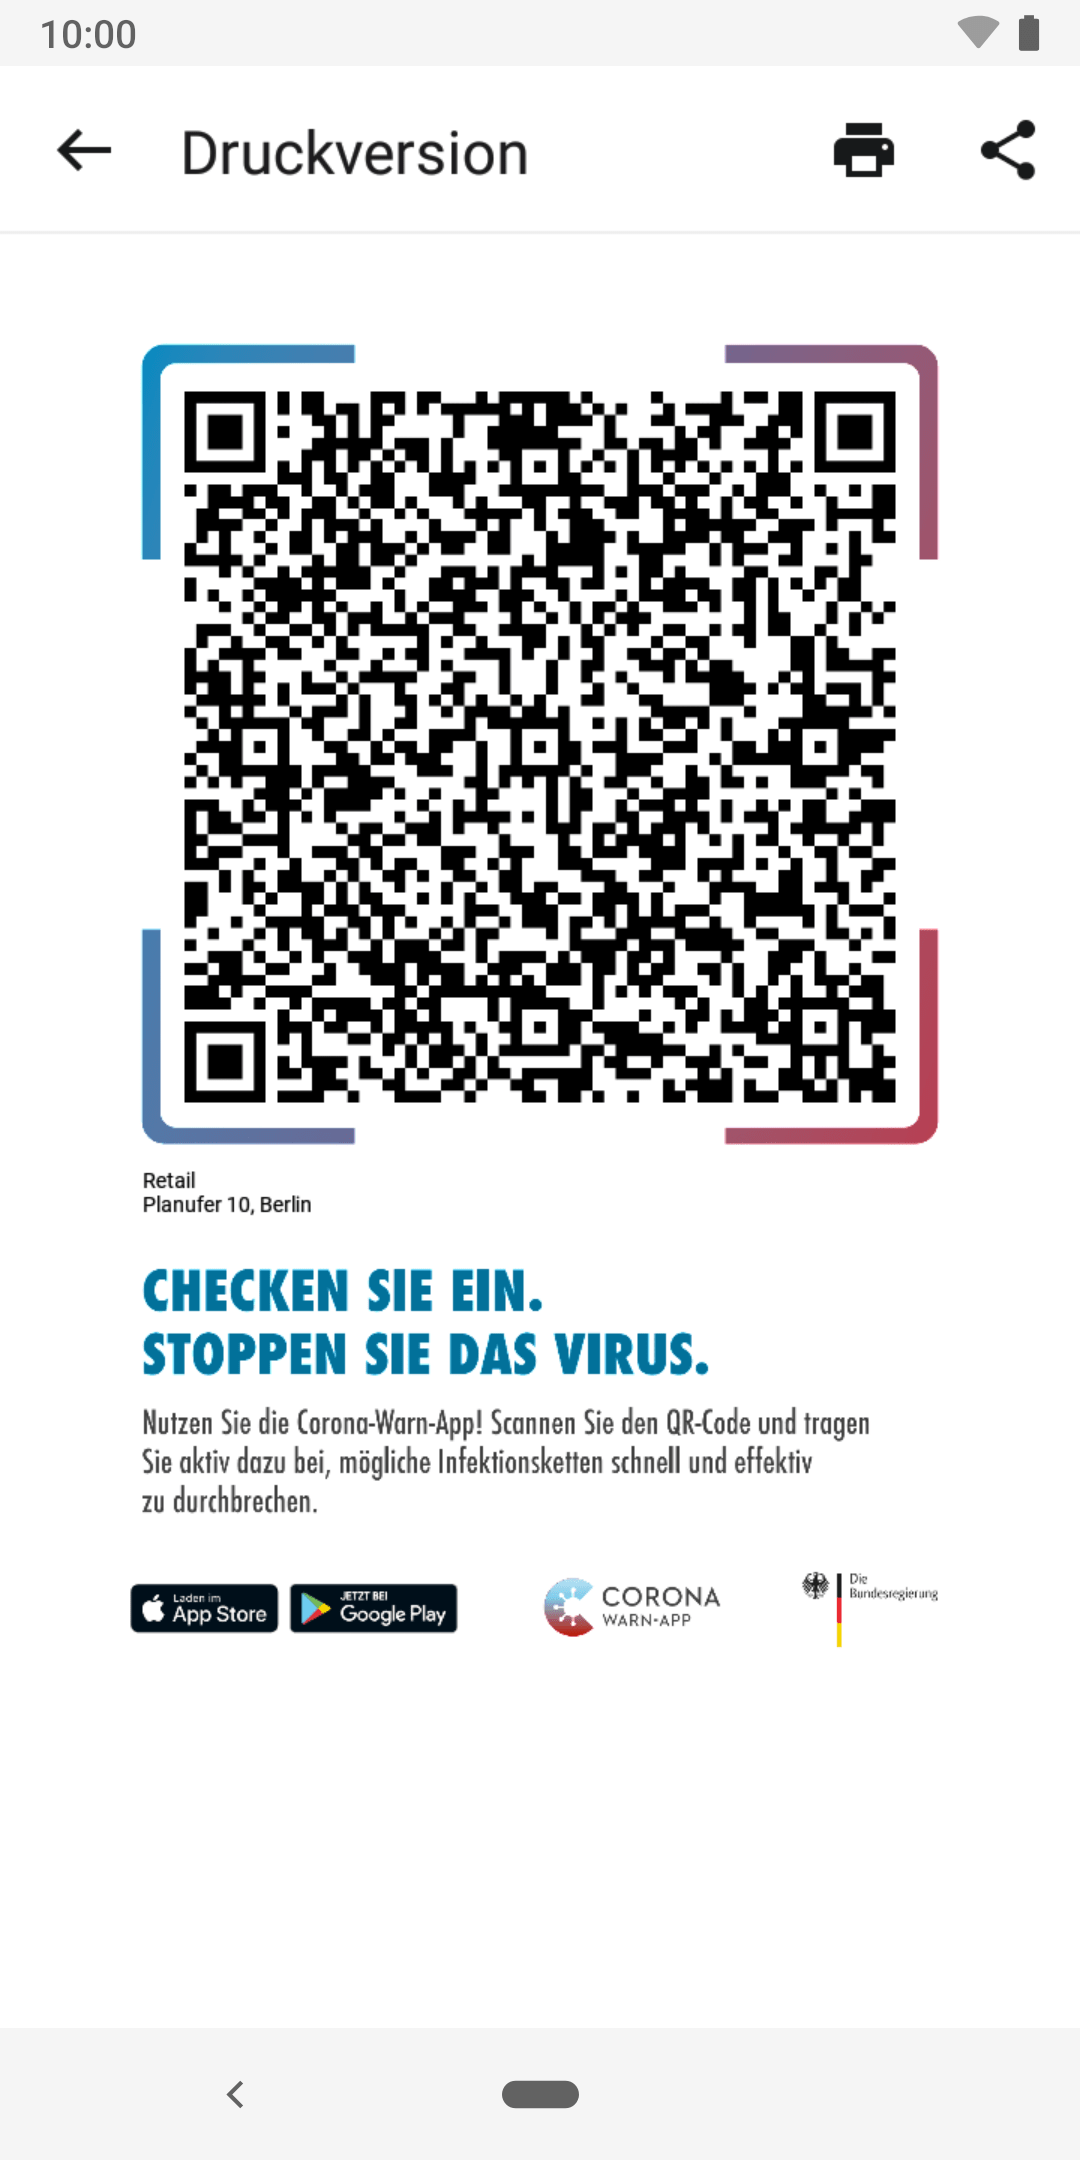 10:00
Druckversion
Retail
Planufer 10, Berlin
CHECKEN SIE EIN.
STOPPEN SIE DAS VIRUS.
Nutzen Sie die Corona-Warn-App! Scannen Sie den QR-Code und tragen
Sie aktiv dazu bei, mögliche Infektionsketten schnell und effektiv
zu durchbrechen.
Laden im
App Store
JETZT BEI
Google Play
CORONA
WARN-APP
Die
Bundesregierung